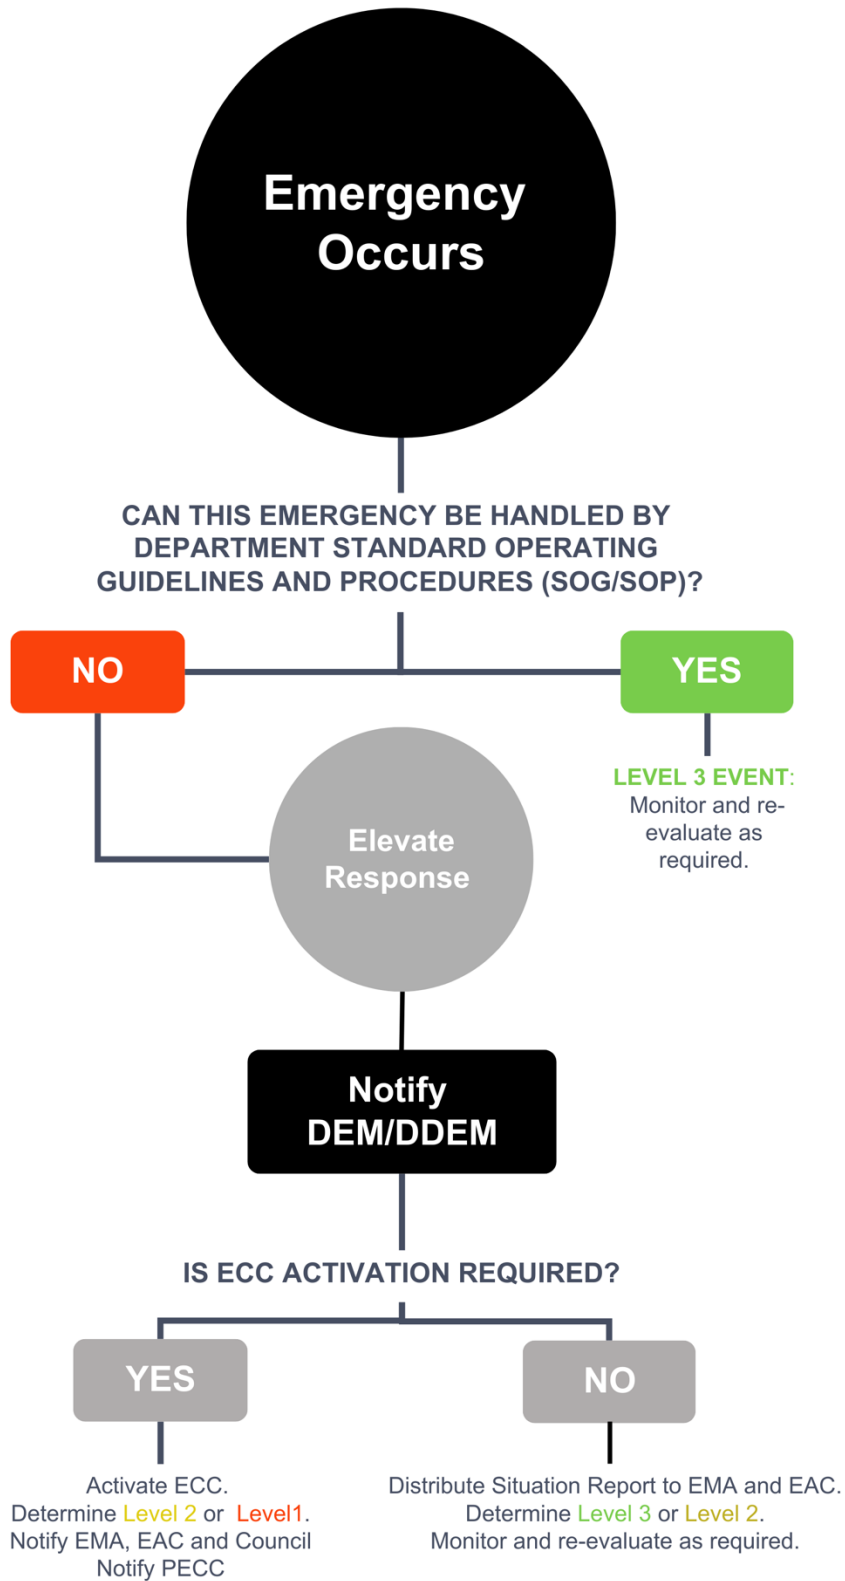 Emergency
Occurs
CAN THIS EMERGENCY BE HANDLED BY
DEPARTMENT STANDARD OPERATING
GUIDELINES AND PROCEDURES (SOG/SOP)?
NO
YES
LEVEL 3 EVENT:
Monitor and re-
evaluate as
required.
Elevate
Response
Notify
DEM/DDEM
IS ECC ACTIVATION REQUIRED?
YES
Activate ECC.
Determine Level 2 or Level1.
Notify EMA, EAC and Council
Notify PECC
NO
Distribute Situation Report to EMA and EAC.
Determine Level 3 or Level 2.
Monitor and re-evaluate as required.